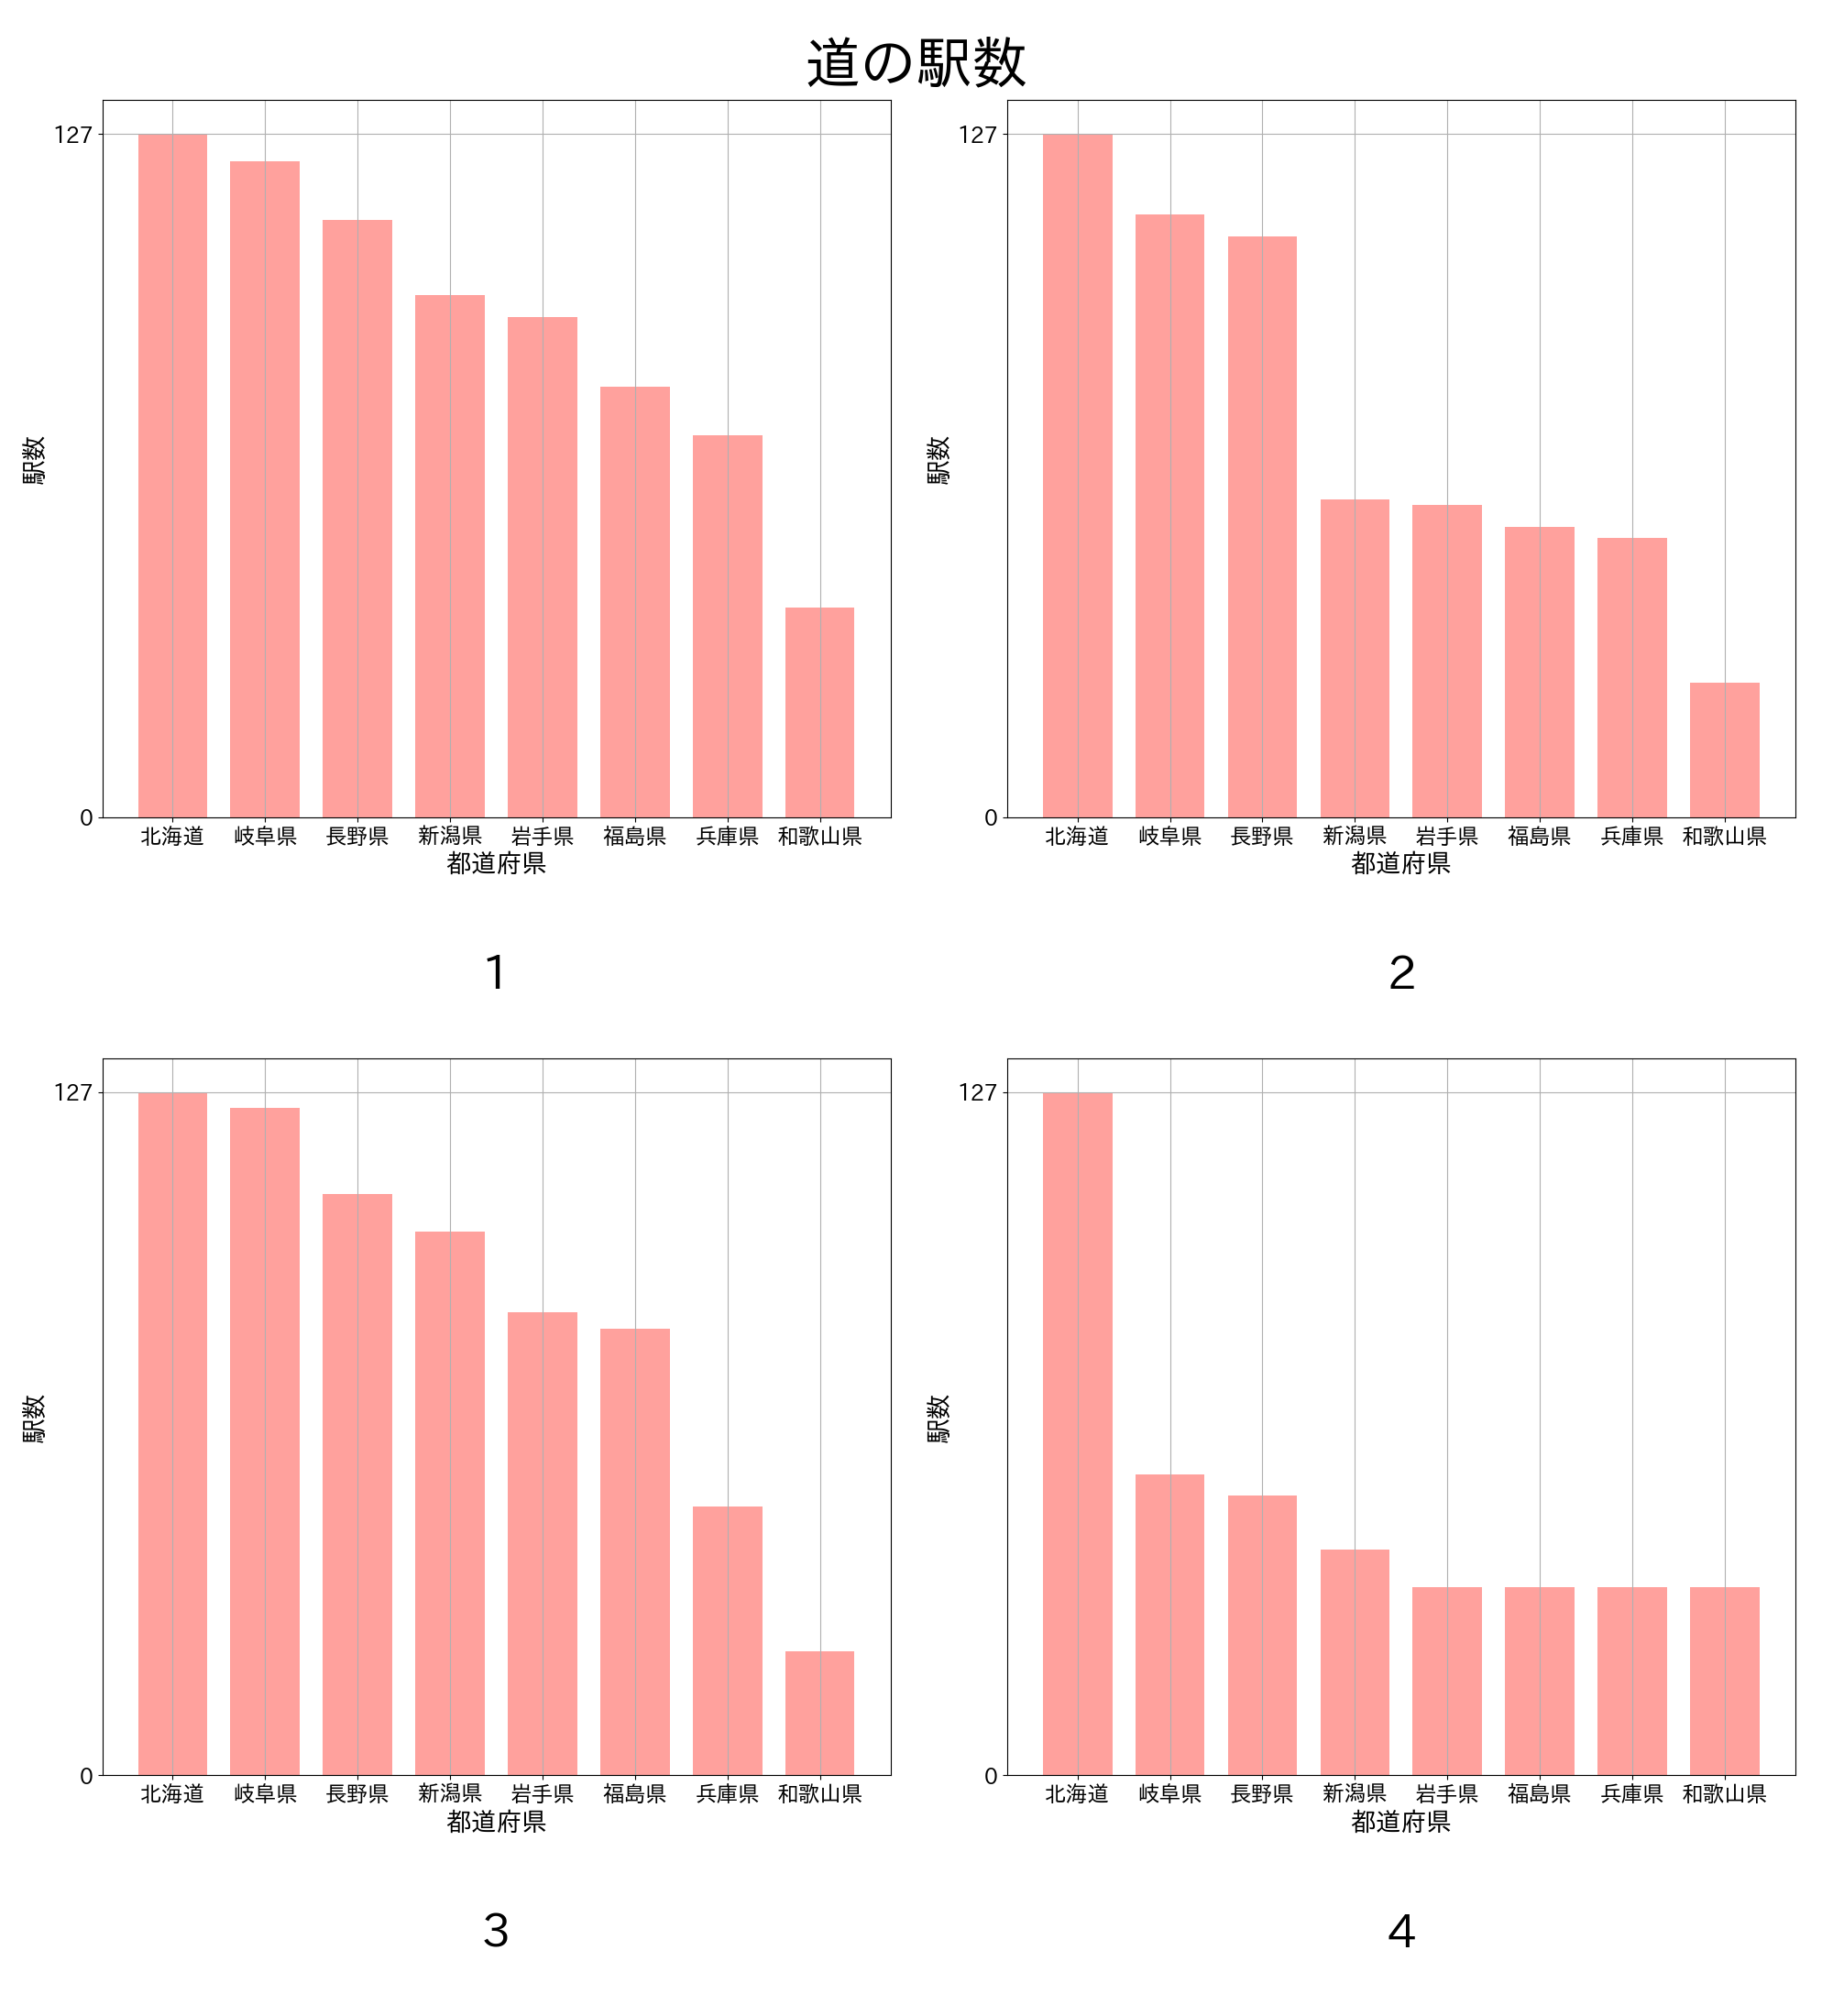 道の駅数
127
駅数
0
北海道 岐阜県 長野県 新潟県 岩手県 福島県 兵庫県 和歌山県
都道府県
1
127
駅数
0
北海道 岐阜県 長野県 新潟県 岩手県 福島県 兵庫県 和歌山県
都道府県
2
127
駅数
0
北海道 岐阜県 長野県 新潟県 岩手県 福島県 兵庫県 和歌山県
都道府県
3
127
駅数
0
北海道 岐阜県 長野県 新潟県 岩手県 福島県 兵庫県 和歌山県
都道府県
4